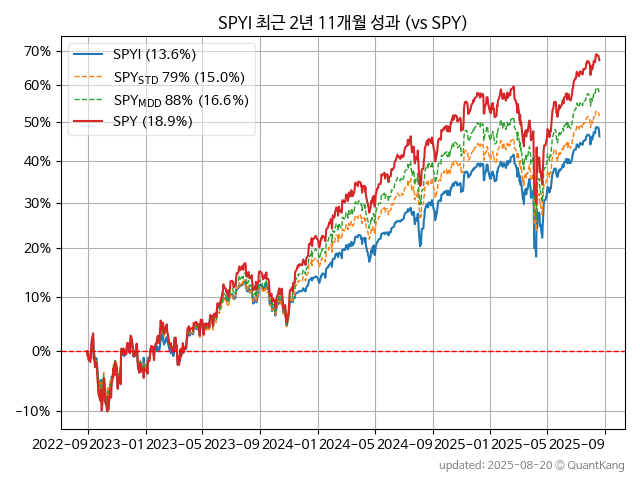 SPYI 최근 2년 11개월 성과 (vs SPY)
70%
60%
50%
40%
30%
20%
10%
0%
−10%
SPYI (13.6%)
SPY_STD 79% (15.0%)
SPY_MDD 88% (16.6%)
SPY (18.9%)
2022-09 2023-01 2023-05 2023-09 2024-01 2024-05 2024-09 2025-01 2025-05 2025-09
updated: 2025-08-20 © QuantKang